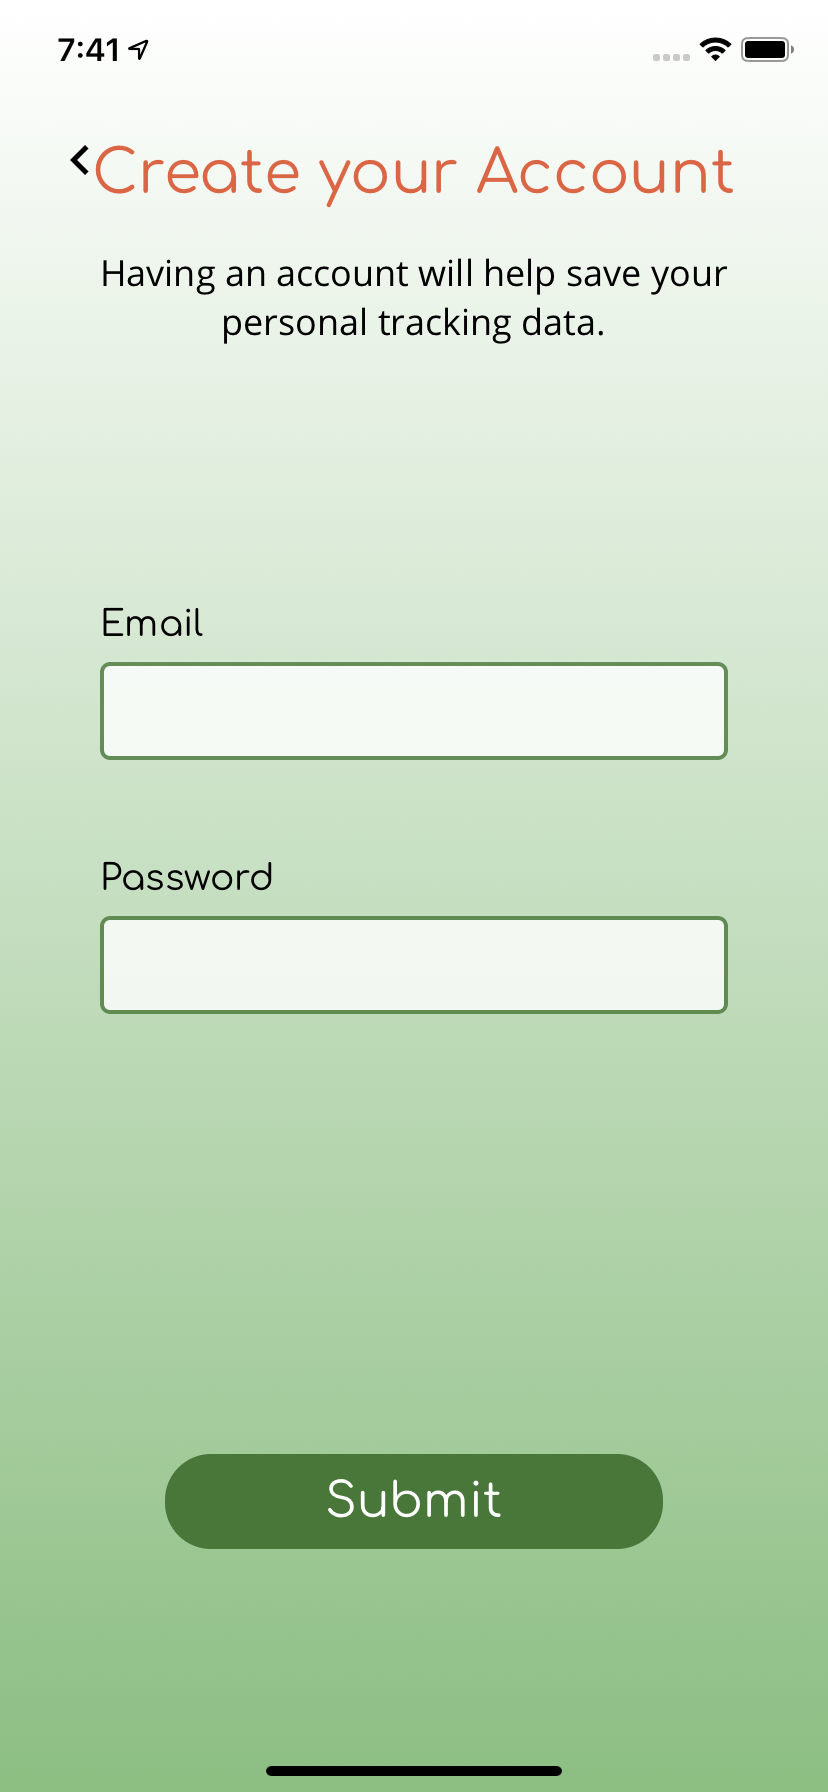 7:41
Create your Account
Having an account will help save your
personal tracking data.
Email
Password
Submit